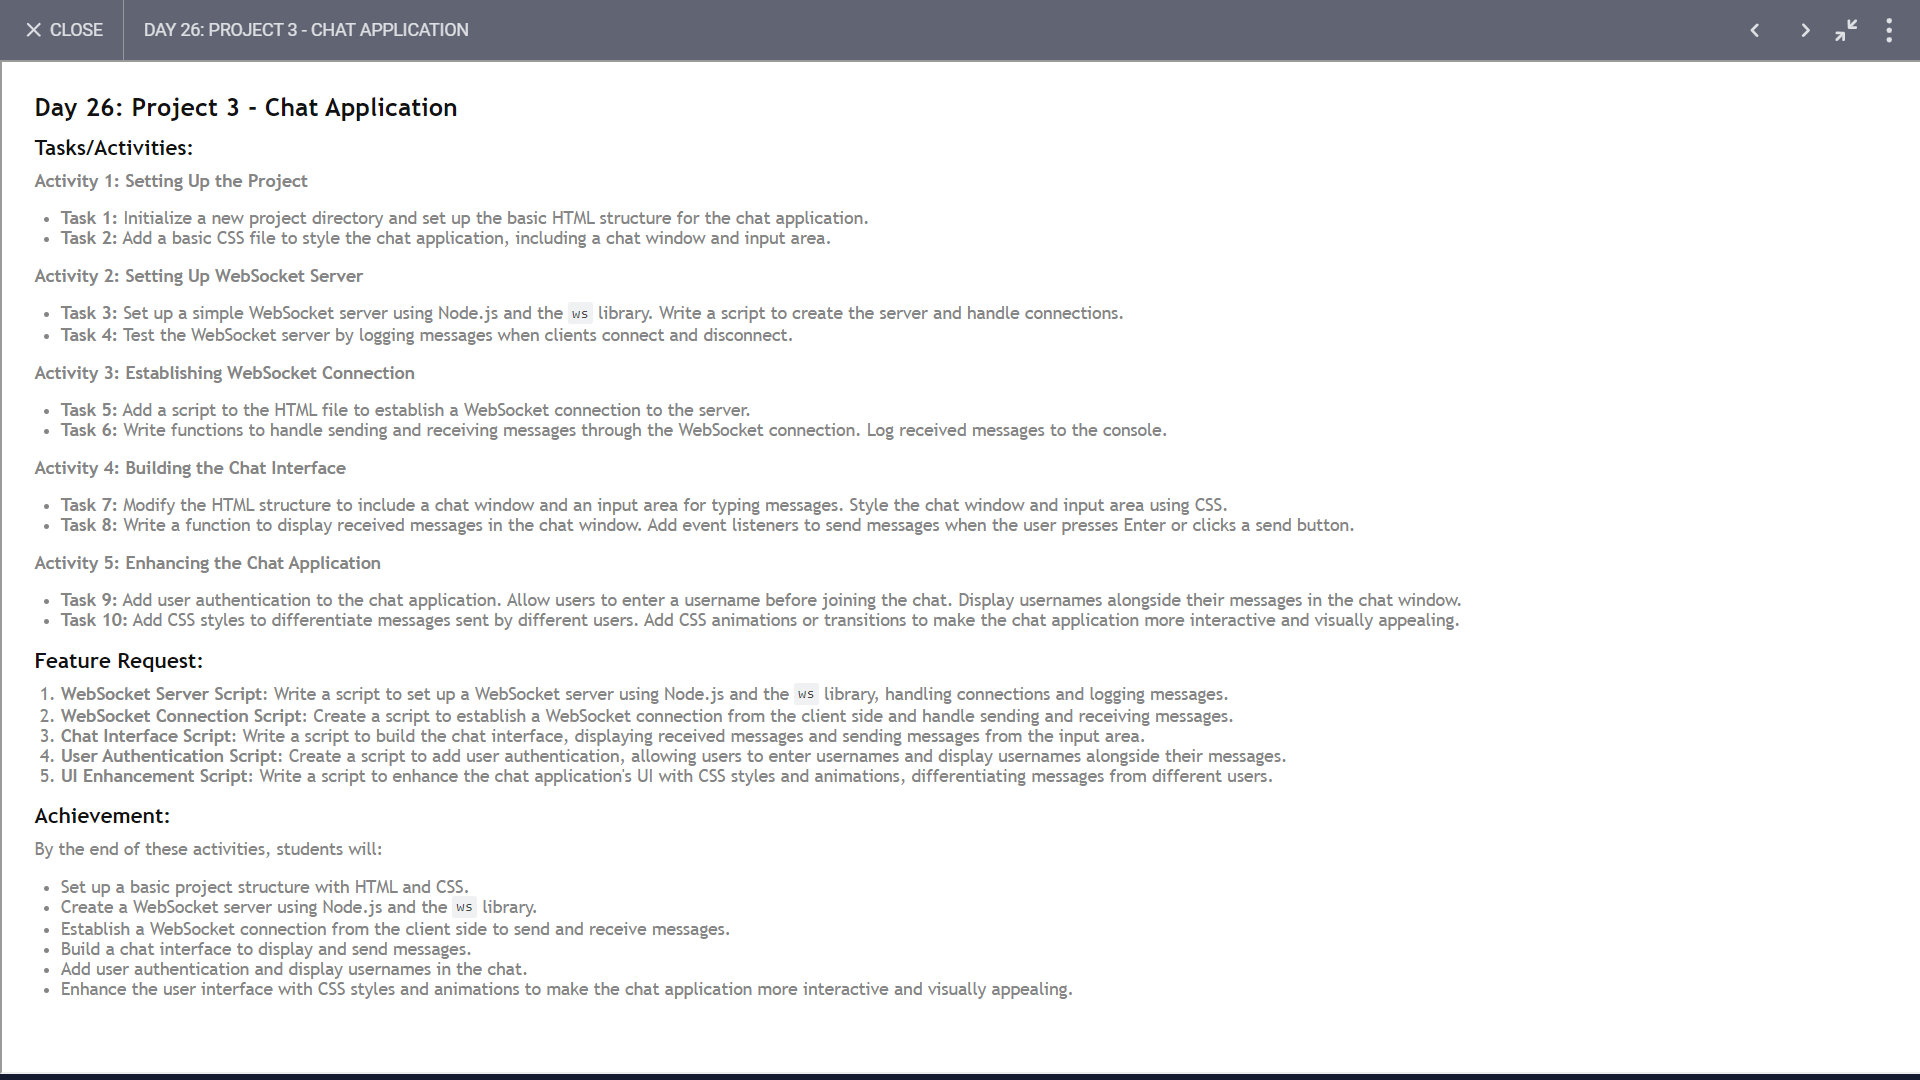 CLOSE
DAY 26: PROJECT 3 - CHAT APPLICATION
Day 26: Project 3 - Chat Application
Tasks/Activities:
Activity 1: Setting Up the Project
• Task 1: Initialize a new project directory and set up the basic HTML structure for the chat application.
• Task 2: Add a basic CSS file to style the chat application, including a chat window and input area.
Activity 2: Setting Up WebSocket Server
• Task 3: Set up a simple WebSocket server using Node.js and the ws library. Write a script to create the server and handle connections.
• Task 4: Test the WebSocket server by logging messages when clients connect and disconnect.
Activity 3: Establishing WebSocket Connection
• Task 5: Add a script to the HTML file to establish a WebSocket connection to the server.
• Task 6: Write functions to handle sending and receiving messages through the WebSocket connection. Log received messages to the console.
Activity 4: Building the Chat Interface
• Task 7: Modify the HTML structure to include a chat window and an input area for typing messages. Style the chat window and input area using CSS.
• Task 8: Write a function to display received messages in the chat window. Add event listeners to send messages when the user presses Enter or clicks a send button.
Activity 5: Enhancing the Chat Application
• Task 9: Add user authentication to the chat application. Allow users to enter a username before joining the chat. Display usernames alongside their messages in the chat window.
• Task 10: Add CSS styles to differentiate messages sent by different users. Add CSS animations or transitions to make the chat application more interactive and visually appealing.
Feature Request:
1. WebSocket Server Script: Write a script to set up a WebSocket server using Node.js and the ws library, handling connections and logging messages.
2. WebSocket Connection Script: Create a script to establish a WebSocket connection from the client side and handle sending and receiving messages.
3. Chat Interface Script: Write a script to build the chat interface, displaying received messages and sending messages from the input area.
4. User Authentication Script: Create a script to add user authentication, allowing users to enter usernames and display usernames alongside their messages.
5. UI Enhancement Script: Write a script to enhance the chat application's UI with CSS styles and animations, differentiating messages from different users.
Achievement:
By the end of these activities, students will:
• Set up a basic project structure with HTML and CSS.
• Create a WebSocket server using Node.js and the ws library.
• Establish a WebSocket connection from the client side to send and receive messages.
• Build a chat interface to display and send messages.
• Add user authentication and display usernames in the chat.
• Enhance the user interface with CSS styles and animations to make the chat application more interactive and visually appealing.